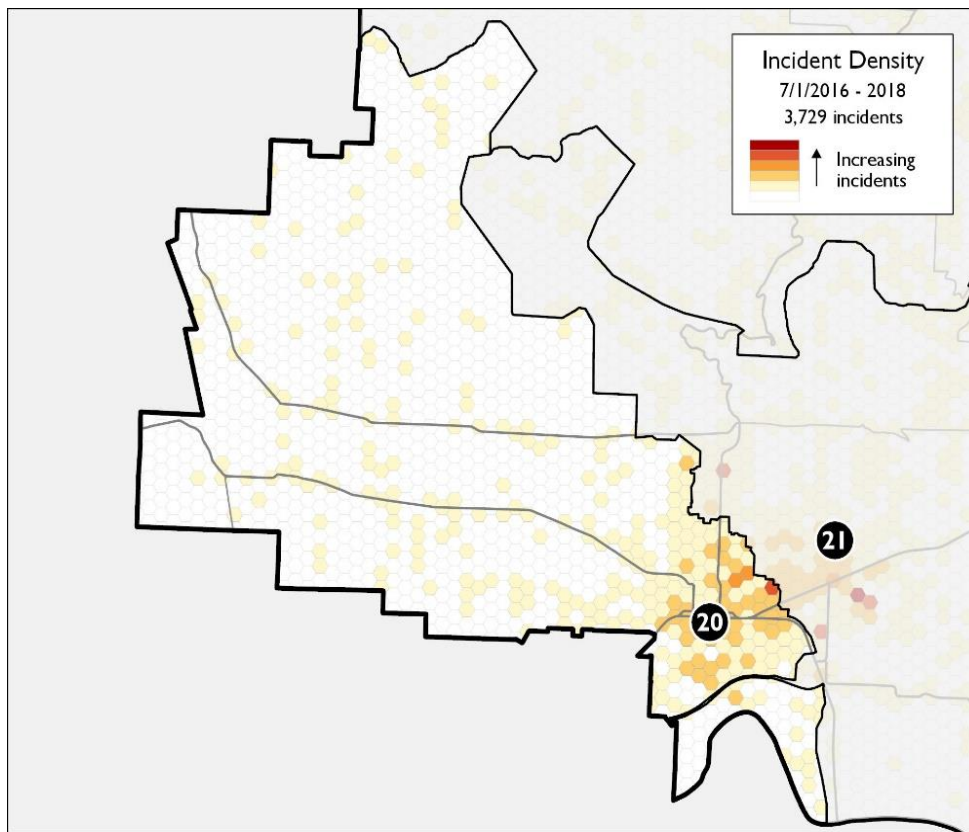 Incident Density
7/1/2016 - 2018
3,729 incidents
Increasing
incidents
21
20